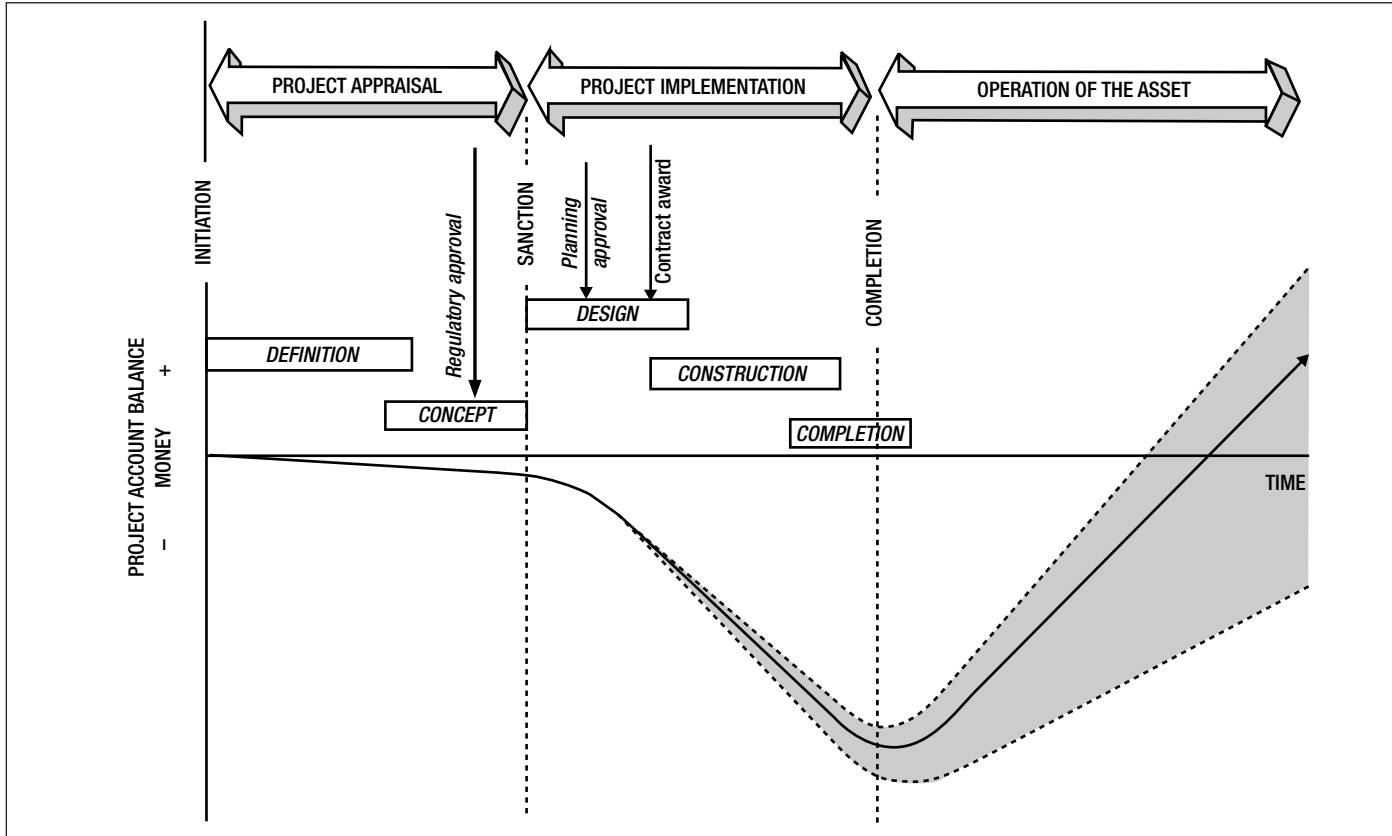 PROJECT APPRAISAL
PROJECT IMPLEMENTATION
OPERATION OF THE ASSET
INITIATION
Regulatory approval
SANCTION
Planning
approval
Contract award
COMPLETION
DESIGN
DEFINITION
CONSTRUCTION
CONCEPT
COMPLETION
PROJECT ACCOUNT BALANCE
− MONEY +
TIME